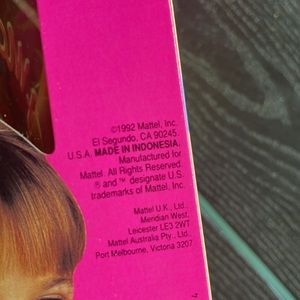 ©1992 Mattel, Inc.
El Segundo, CA 90245.
U.S.A. MADE IN INDONESIA.
Manufactured for
Mattel. All Rights Reserved.
® and ™ designate U.S.
trademarks of Mattel, Inc.
Mattel U.K., Ltd.,
Meridian West,
Leicester LE3 2WT
Mattel Australia Pty., Ltd.,
Port Melbourne, Victoria 3207